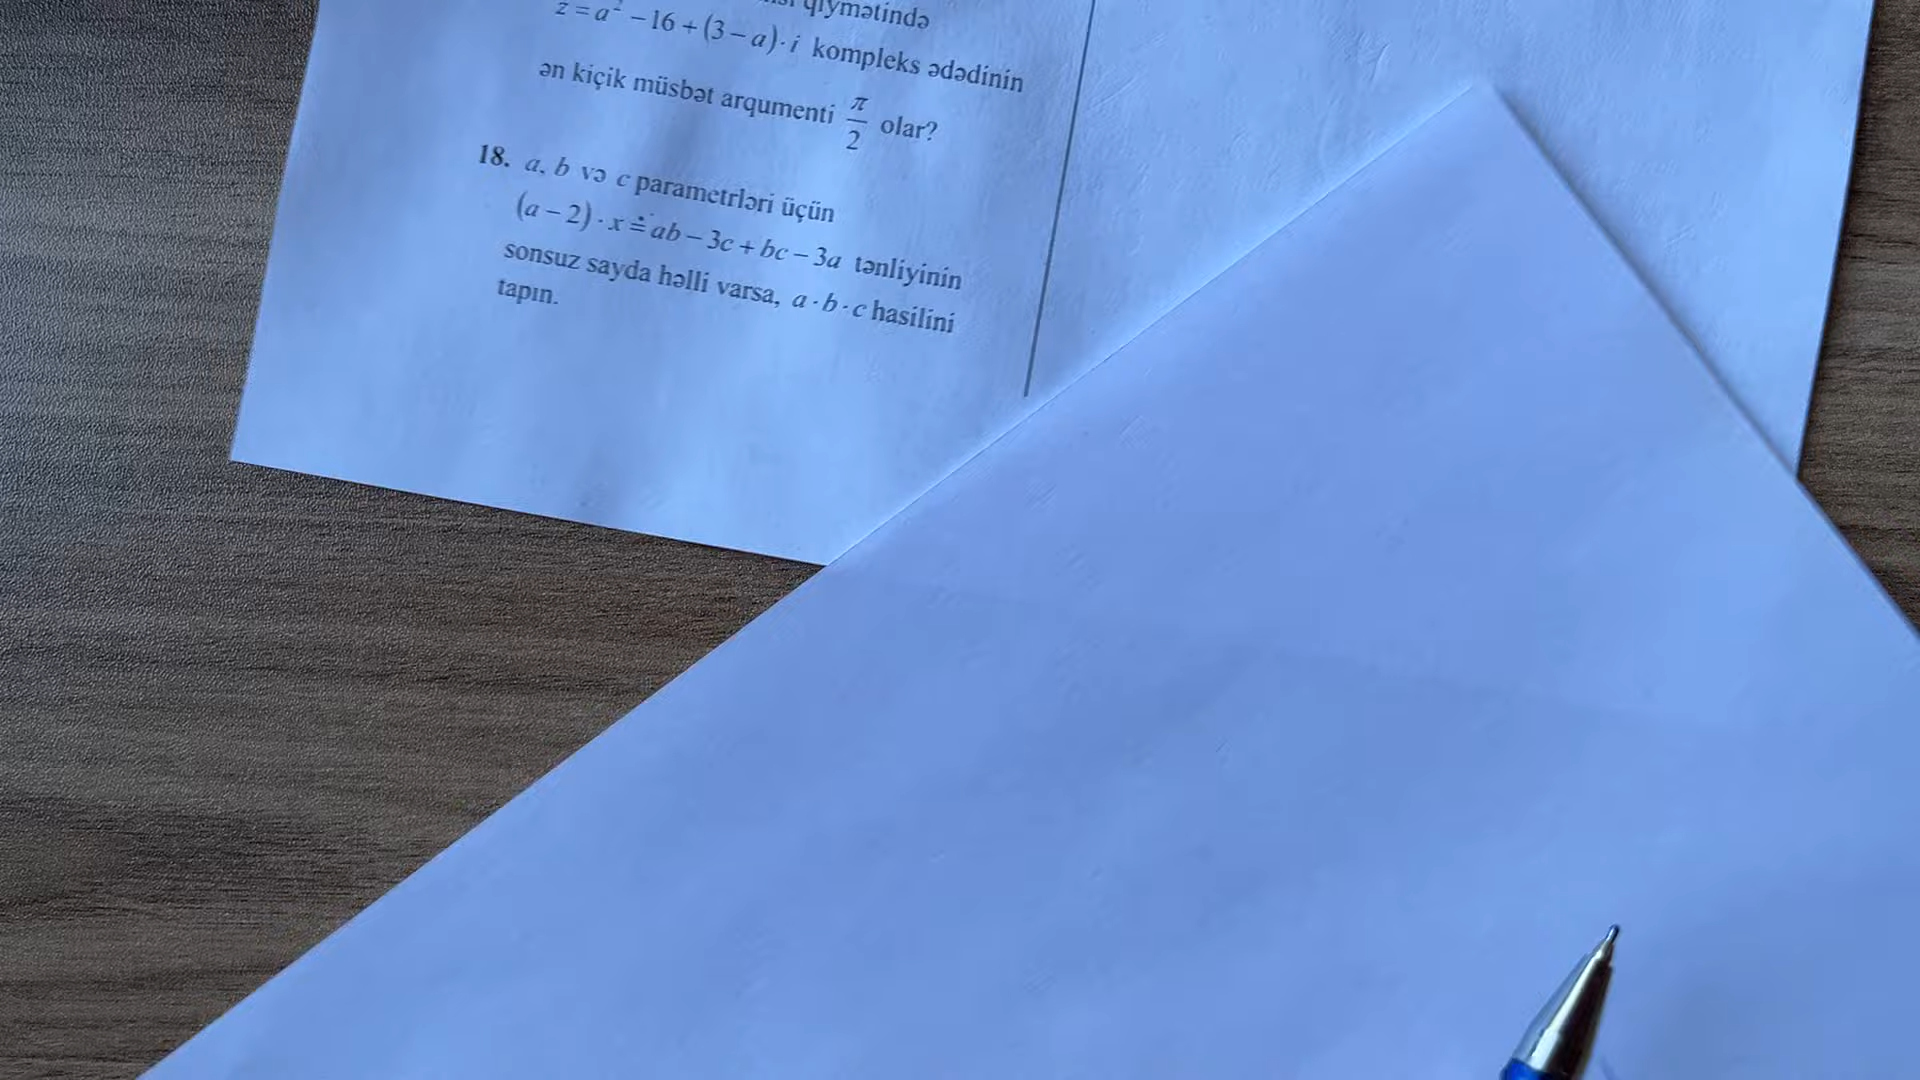 qiymətində
z = a² − 16 + (3 − a) · i kompleks ədədinin
ən kiçik müsbət arqumenti π/2 olar?
18. a, b və c parametrləri üçün
(a − 2) · x = ab − 3c + bc − 3a tənliyinin
sonsuz sayda həlli varsa, a · b · c hasilini
tapın.